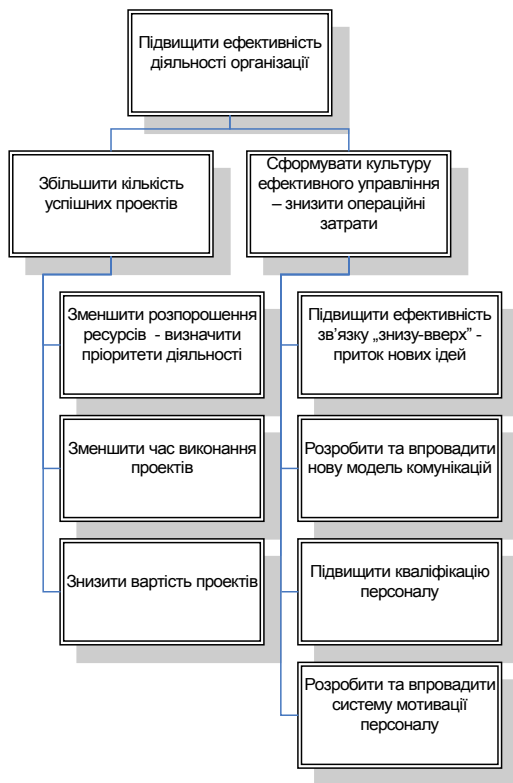 Підвищити ефективність
діяльності організації
Збільшити кількість
успішних проектів
Сформувати культуру
ефективного управління
– знизити операційні
затрати
Зменшити розпорошення
ресурсів - визначити
пріоритети діяльності
Зменшити час виконання
проектів
Знизити вартість проектів
Підвищити ефективність
зв'язку „знизу-вверх” -
приток нових ідей
Розробити та впровадити
нову модель комунікацій
Підвищити кваліфікацію
персоналу
Розробити та впровадити
систему мотивації
персоналу